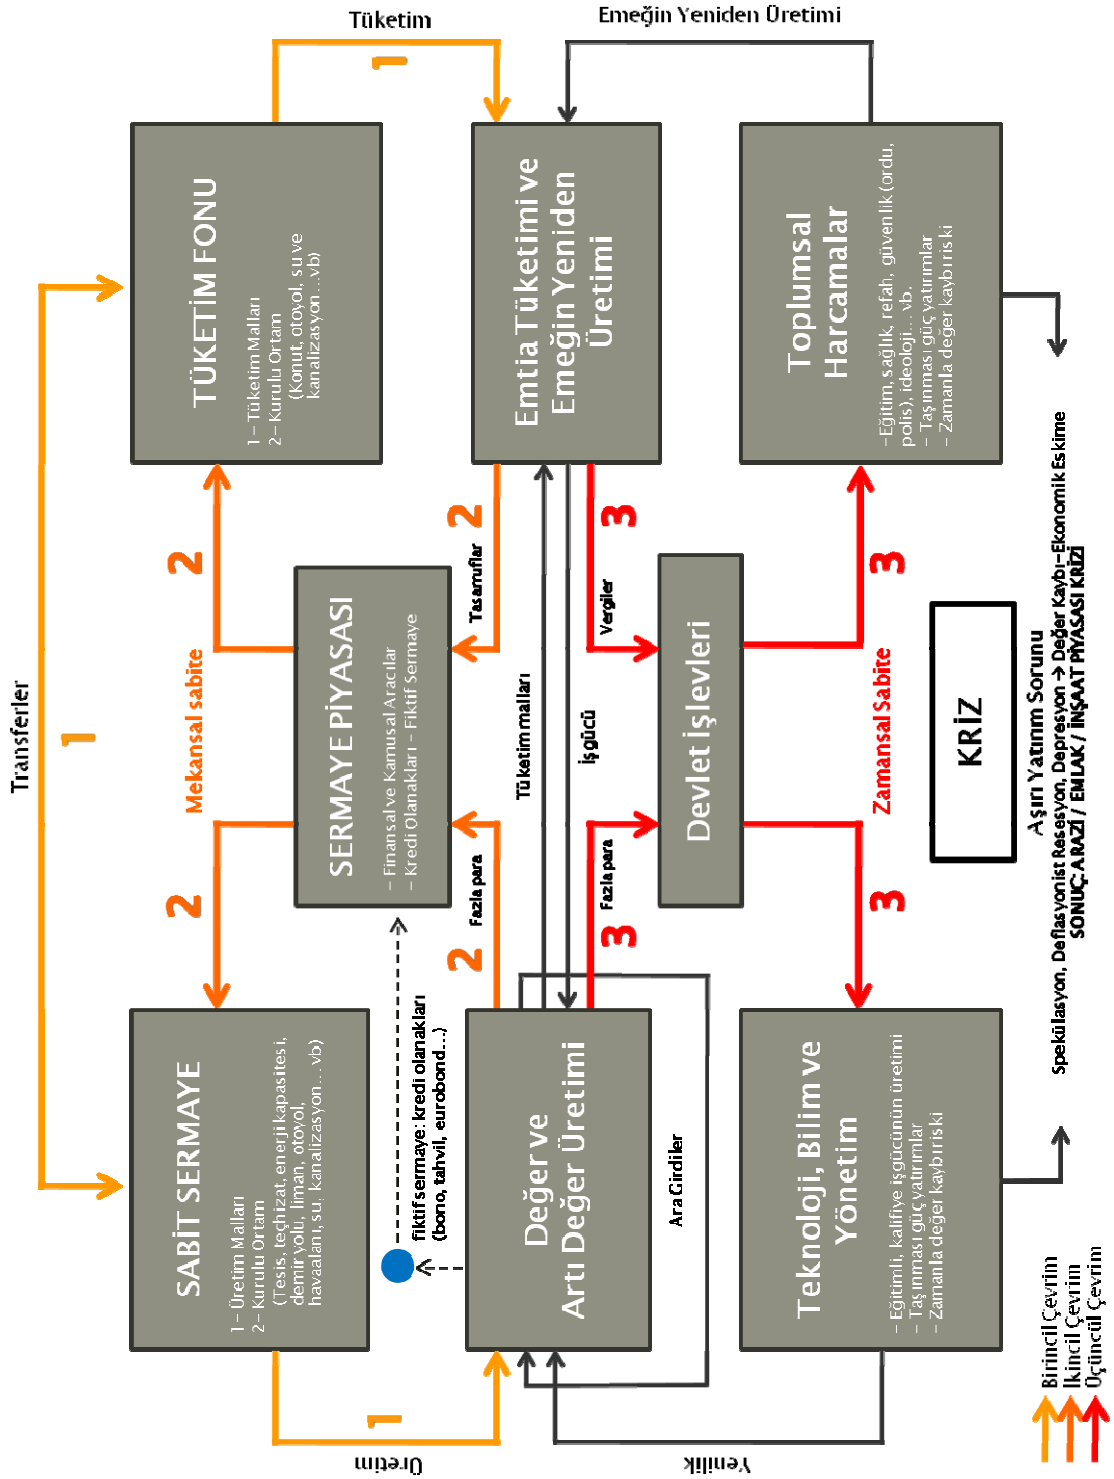 Transferler
1
Üretim
1
Tüketim
1
SABİT SERMAYE
1– Üretim Malları
2– Kurulu Ortam
(Tesis, teçhizat, enerji kapasitesi,
demir yolu, liman, otoyol,
havaalanı, su, kanalizasyon… vb)
2
Mekansal sabite
2
TÜKETİM FONU
1– Tüketim Malları
2– Kurulu Ortam
(Konut, otoyol, su ve
kanalizasyon…vb)
SERMAYE PİYASASI
– Finansal ve Kamusal Aracılar
– Kredi Olanakları – Fiktif Sermaye
fiktif sermaye: kredi olanakları
(bono, tahvil, eurobond…)
2
Fazla para
Tasarruflar
2
Değer ve
Artı Değer Üretimi
Tüketim malları
İşgücü
Emtia Tüketimi ve
Emeğin Yeniden
Üretimi
Emeğin Yeniden Üretimi
3
Fazla para
Vergiler
3
Ara Girdiler
Yenilik
Devlet İşlevleri
Teknoloji, Bilim ve
Yönetim
– Eğitimli, kalifiye işgücünün üretimi
– Taşınması güç yatırımlar
– Zamanla değer kaybı riski
3
Zamansal Sabite
3
Toplumsal
Harcamalar
–Eğitim, sağlık, refah, güvenlik (ordu,
polis), ideoloji… vb.
– Taşınması güç yatırımlar
– Zamanla değer kaybı riski
KRİZ
Aşırı Yatırım Sorunu
Spekülasyon, Deflasyonist Resesyon, Depresyon → Değer Kaybı–Ekonomik Eskime
SONUÇ: ARAZİ / EMLAK / İNŞAAT PİYASASI KRİZİ
Birincil Çevrim
İkincil Çevrim
Üçüncül Çevrim